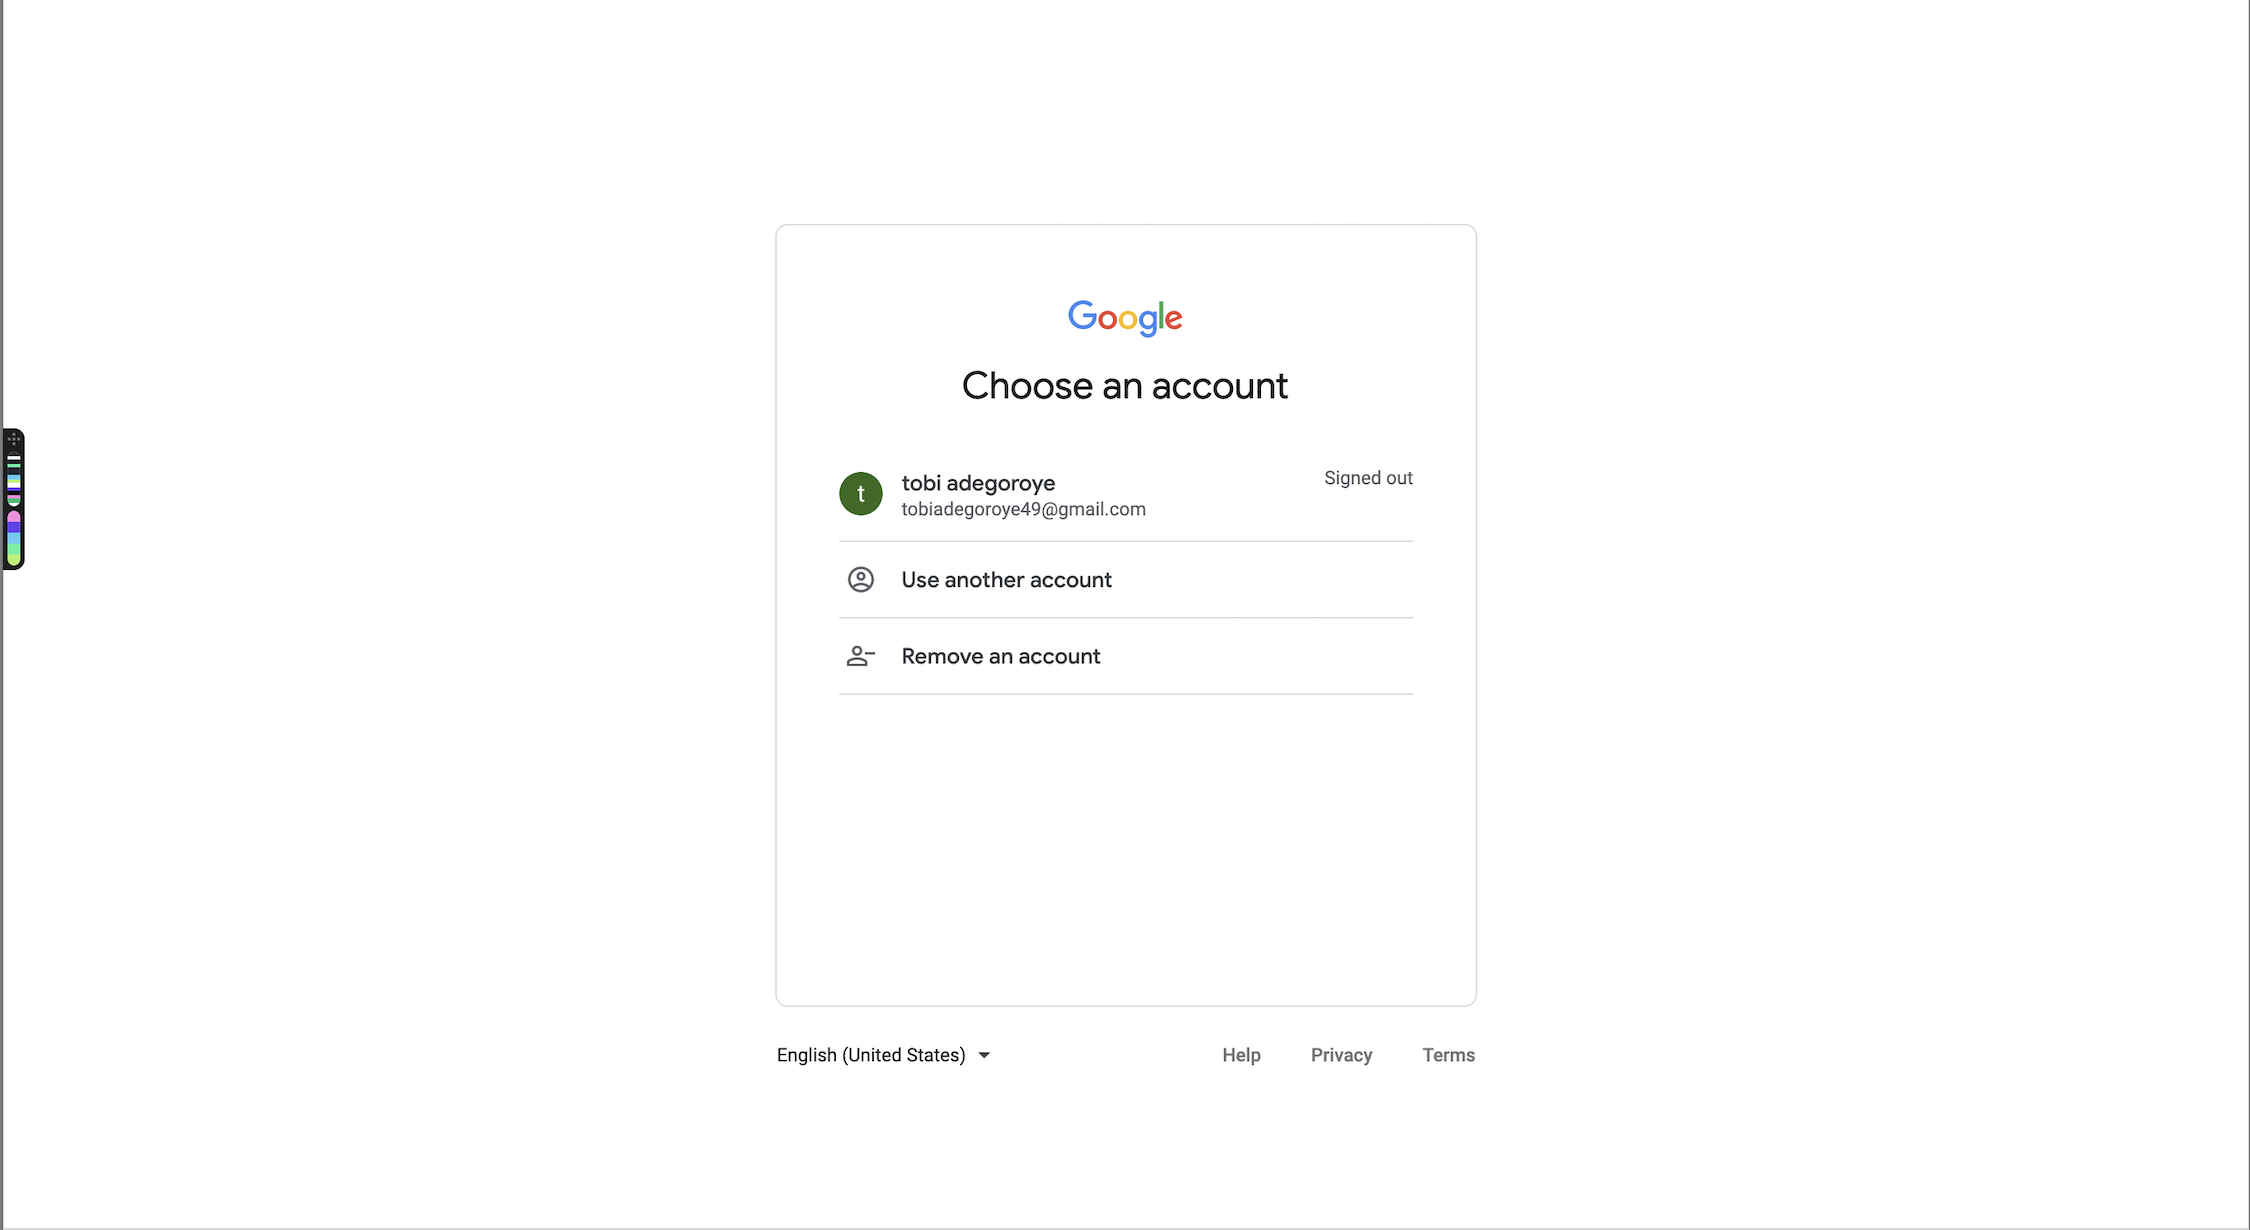 Google
Choose an account
t
tobi adegoroye
Signed out
tobiadegoroye49@gmail.com
Use another account
Remove an account
English (United States)
Help
Privacy
Terms